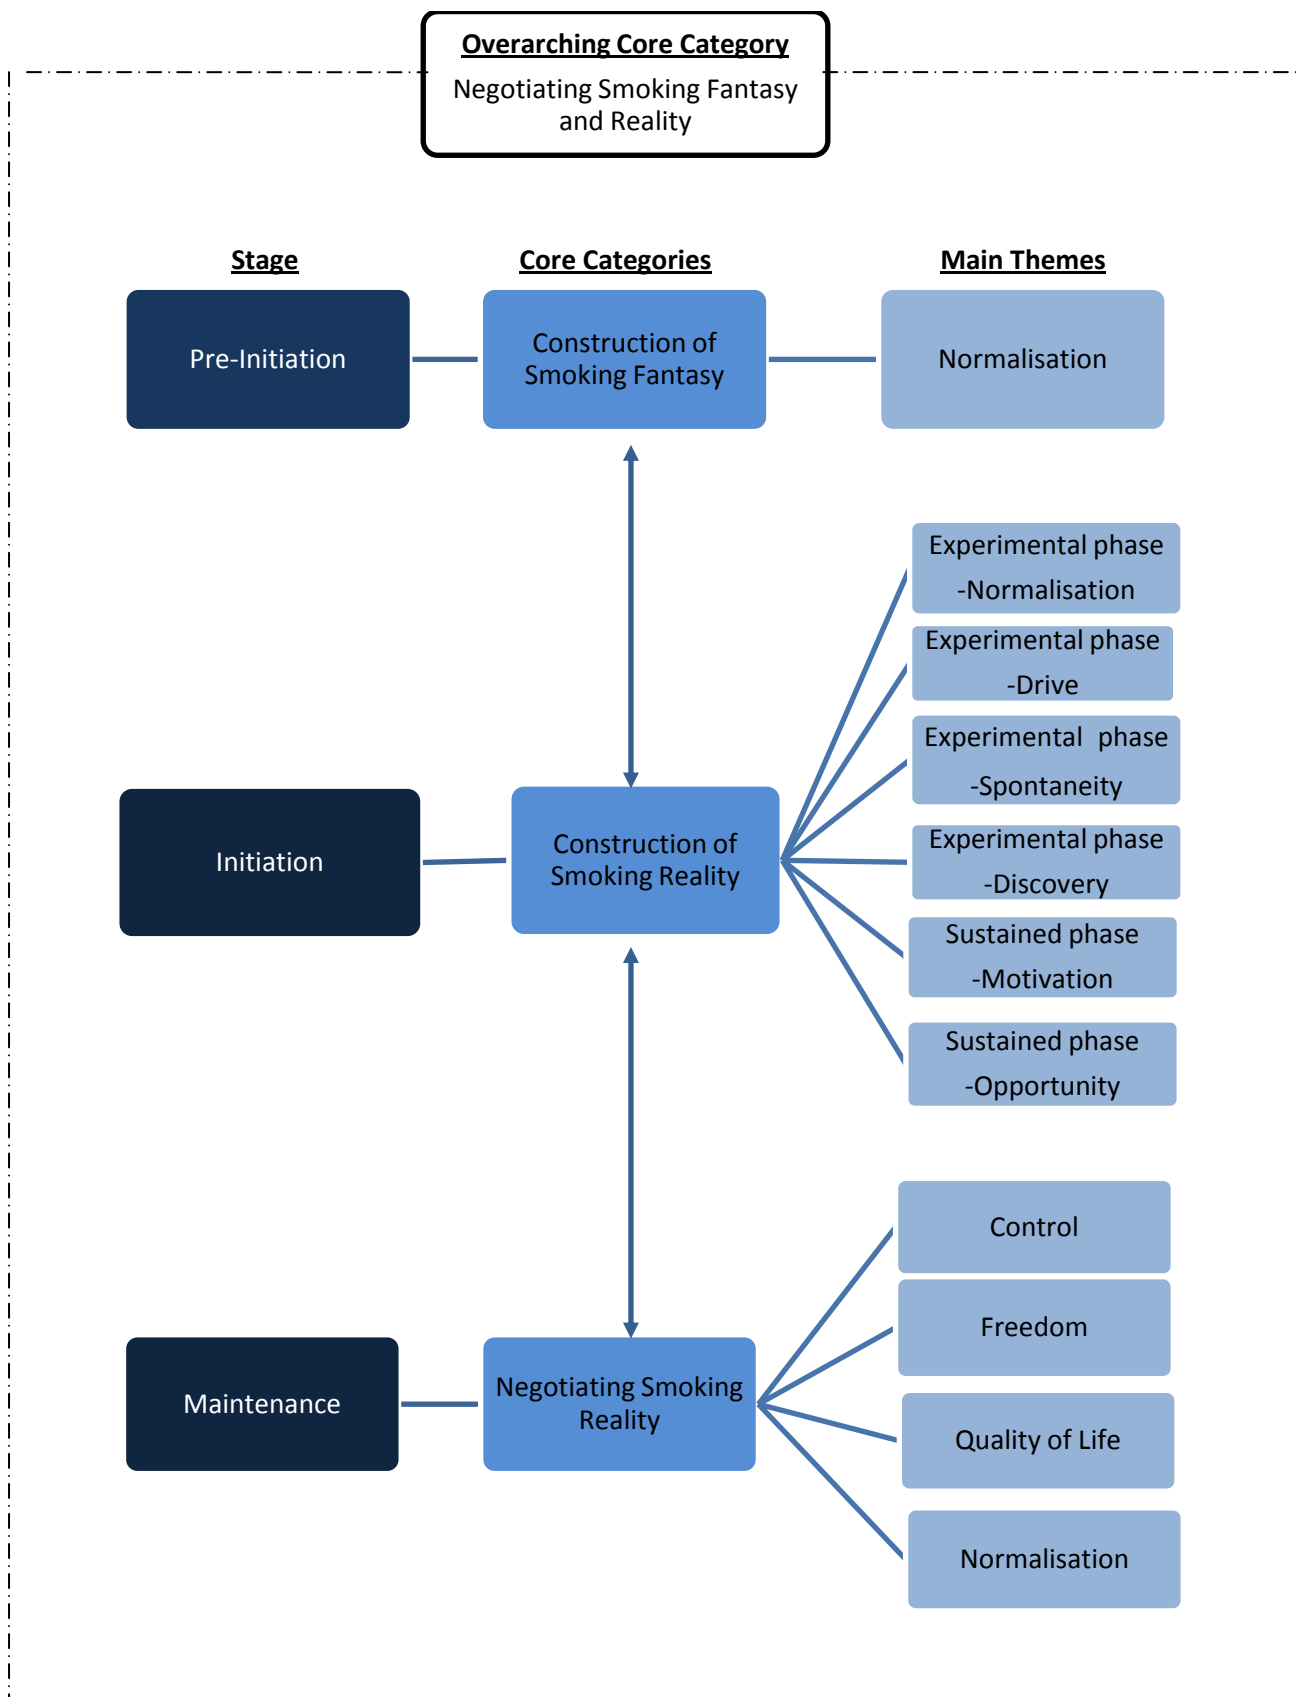 Overarching Core Category
Negotiating Smoking Fantasy
and Reality
Stage
Core Categories
Main Themes
Pre-Initiation
Construction of
Smoking Fantasy
Normalisation
Experimental phase
-Normalisation
Experimental phase
-Drive
Experimental phase
-Spontaneity
Initiation
Construction of
Smoking Reality
Experimental phase
-Discovery
Sustained phase
-Motivation
Sustained phase
-Opportunity
Control
Freedom
Maintenance
Negotiating Smoking
Reality
Quality of Life
Normalisation